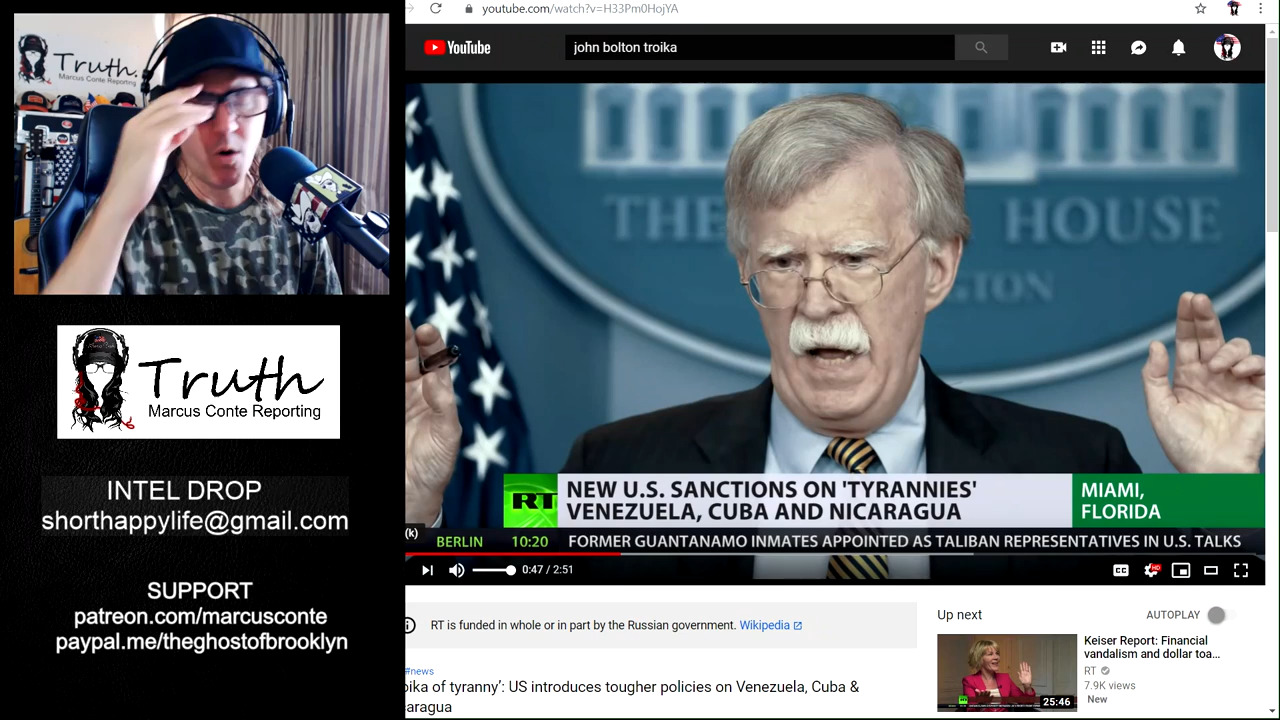 Truth.
Marcus Conte Reporting
Truth
Marcus Conte Reporting
INTEL DROP
shorthappylife@gmail.com
SUPPORT
patreon.com/marcusconte
paypal.me/theghostofbrooklyn
youtube.com/watch?v=H33Pm0HojYA
YouTube
john bolton troika
THE
HOUSE
NGTON
RT
NEW U.S. SANCTIONS ON 'TYRANNIES'
VENEZUELA, CUBA AND NICARAGUA
MIAMI,
FLORIDA
(k)
BERLIN 10:20 FORMER GUANTANAMO INMATES APPOINTED AS TALIBAN REPRESENTATIVES IN U.S. TALKS
0:47 / 2:51
CC
HD
RT is funded in whole or in part by the Russian government. Wikipedia
#news
oika of tyranny’: US introduces tougher policies on Venezuela, Cuba &
aragua
Up next
AUTOPLAY
Keiser Report: Financial
vandalism and dollar toa...
RT
7.9K views
New
25:46